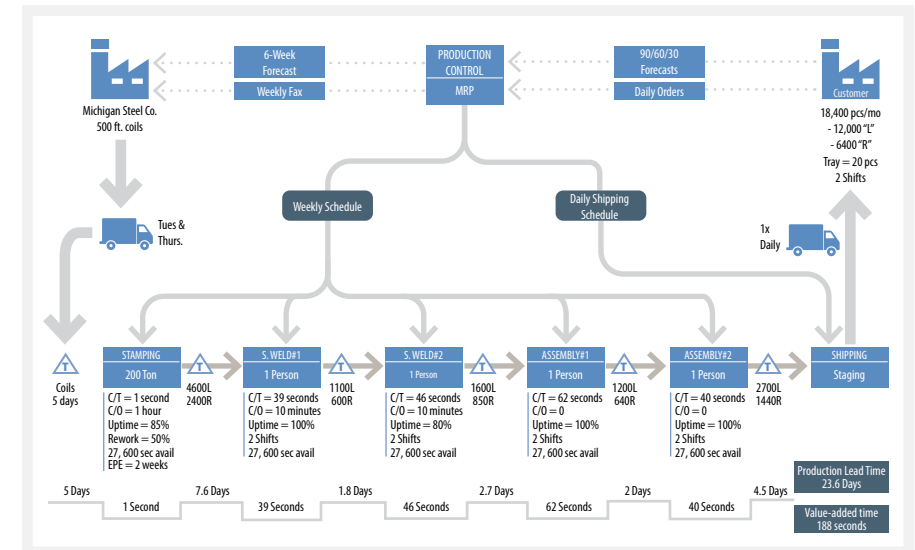 6-Week
Forecast
Weekly Fax
PRODUCTION
CONTROL
MRP
90/60/30
Forecasts
Daily Orders
Customer
Michigan Steel Co.
500 ft. coils
18,400 pcs/mo
- 12,000 "L"
- 6400 "R"
Tray = 20 pcs
2 Shifts
Weekly Schedule
Daily Shipping
Schedule
Tues &
Thurs.
1x
Daily
T
Coils
5 days
STAMPING
200 Ton
C/T = 1 second
C/O = 1 hour
Uptime = 85%
Rework = 50%
27, 600 sec avail
EPE = 2 weeks
T
4600L
2400R
S. WELD#1
1 Person
C/T = 39 seconds
C/O = 10 minutes
Uptime = 100%
2 Shifts
27, 600 sec avail
T
1100L
600R
S. WELD#2
1 Person
C/T = 46 seconds
C/O = 10 minutes
Uptime = 80%
2 Shifts
27, 600 sec avail
T
1600L
850R
ASSEMBLY#1
1 Person
C/T = 62 seconds
C/O = 0
Uptime = 100%
2 Shifts
27, 600 sec avail
T
1200L
640R
ASSEMBLY#2
1 Person
C/T = 40 seconds
C/O = 0
Uptime = 100%
2 Shifts
27, 600 sec avail
T
2700L
1440R
SHIPPING
Staging
5 Days
1 Second
7.6 Days
39 Seconds
1.8 Days
46 Seconds
2.7 Days
62 Seconds
2 Days
40 Seconds
4.5 Days
Production Lead Time
23.6 Days
Value-added time
188 seconds